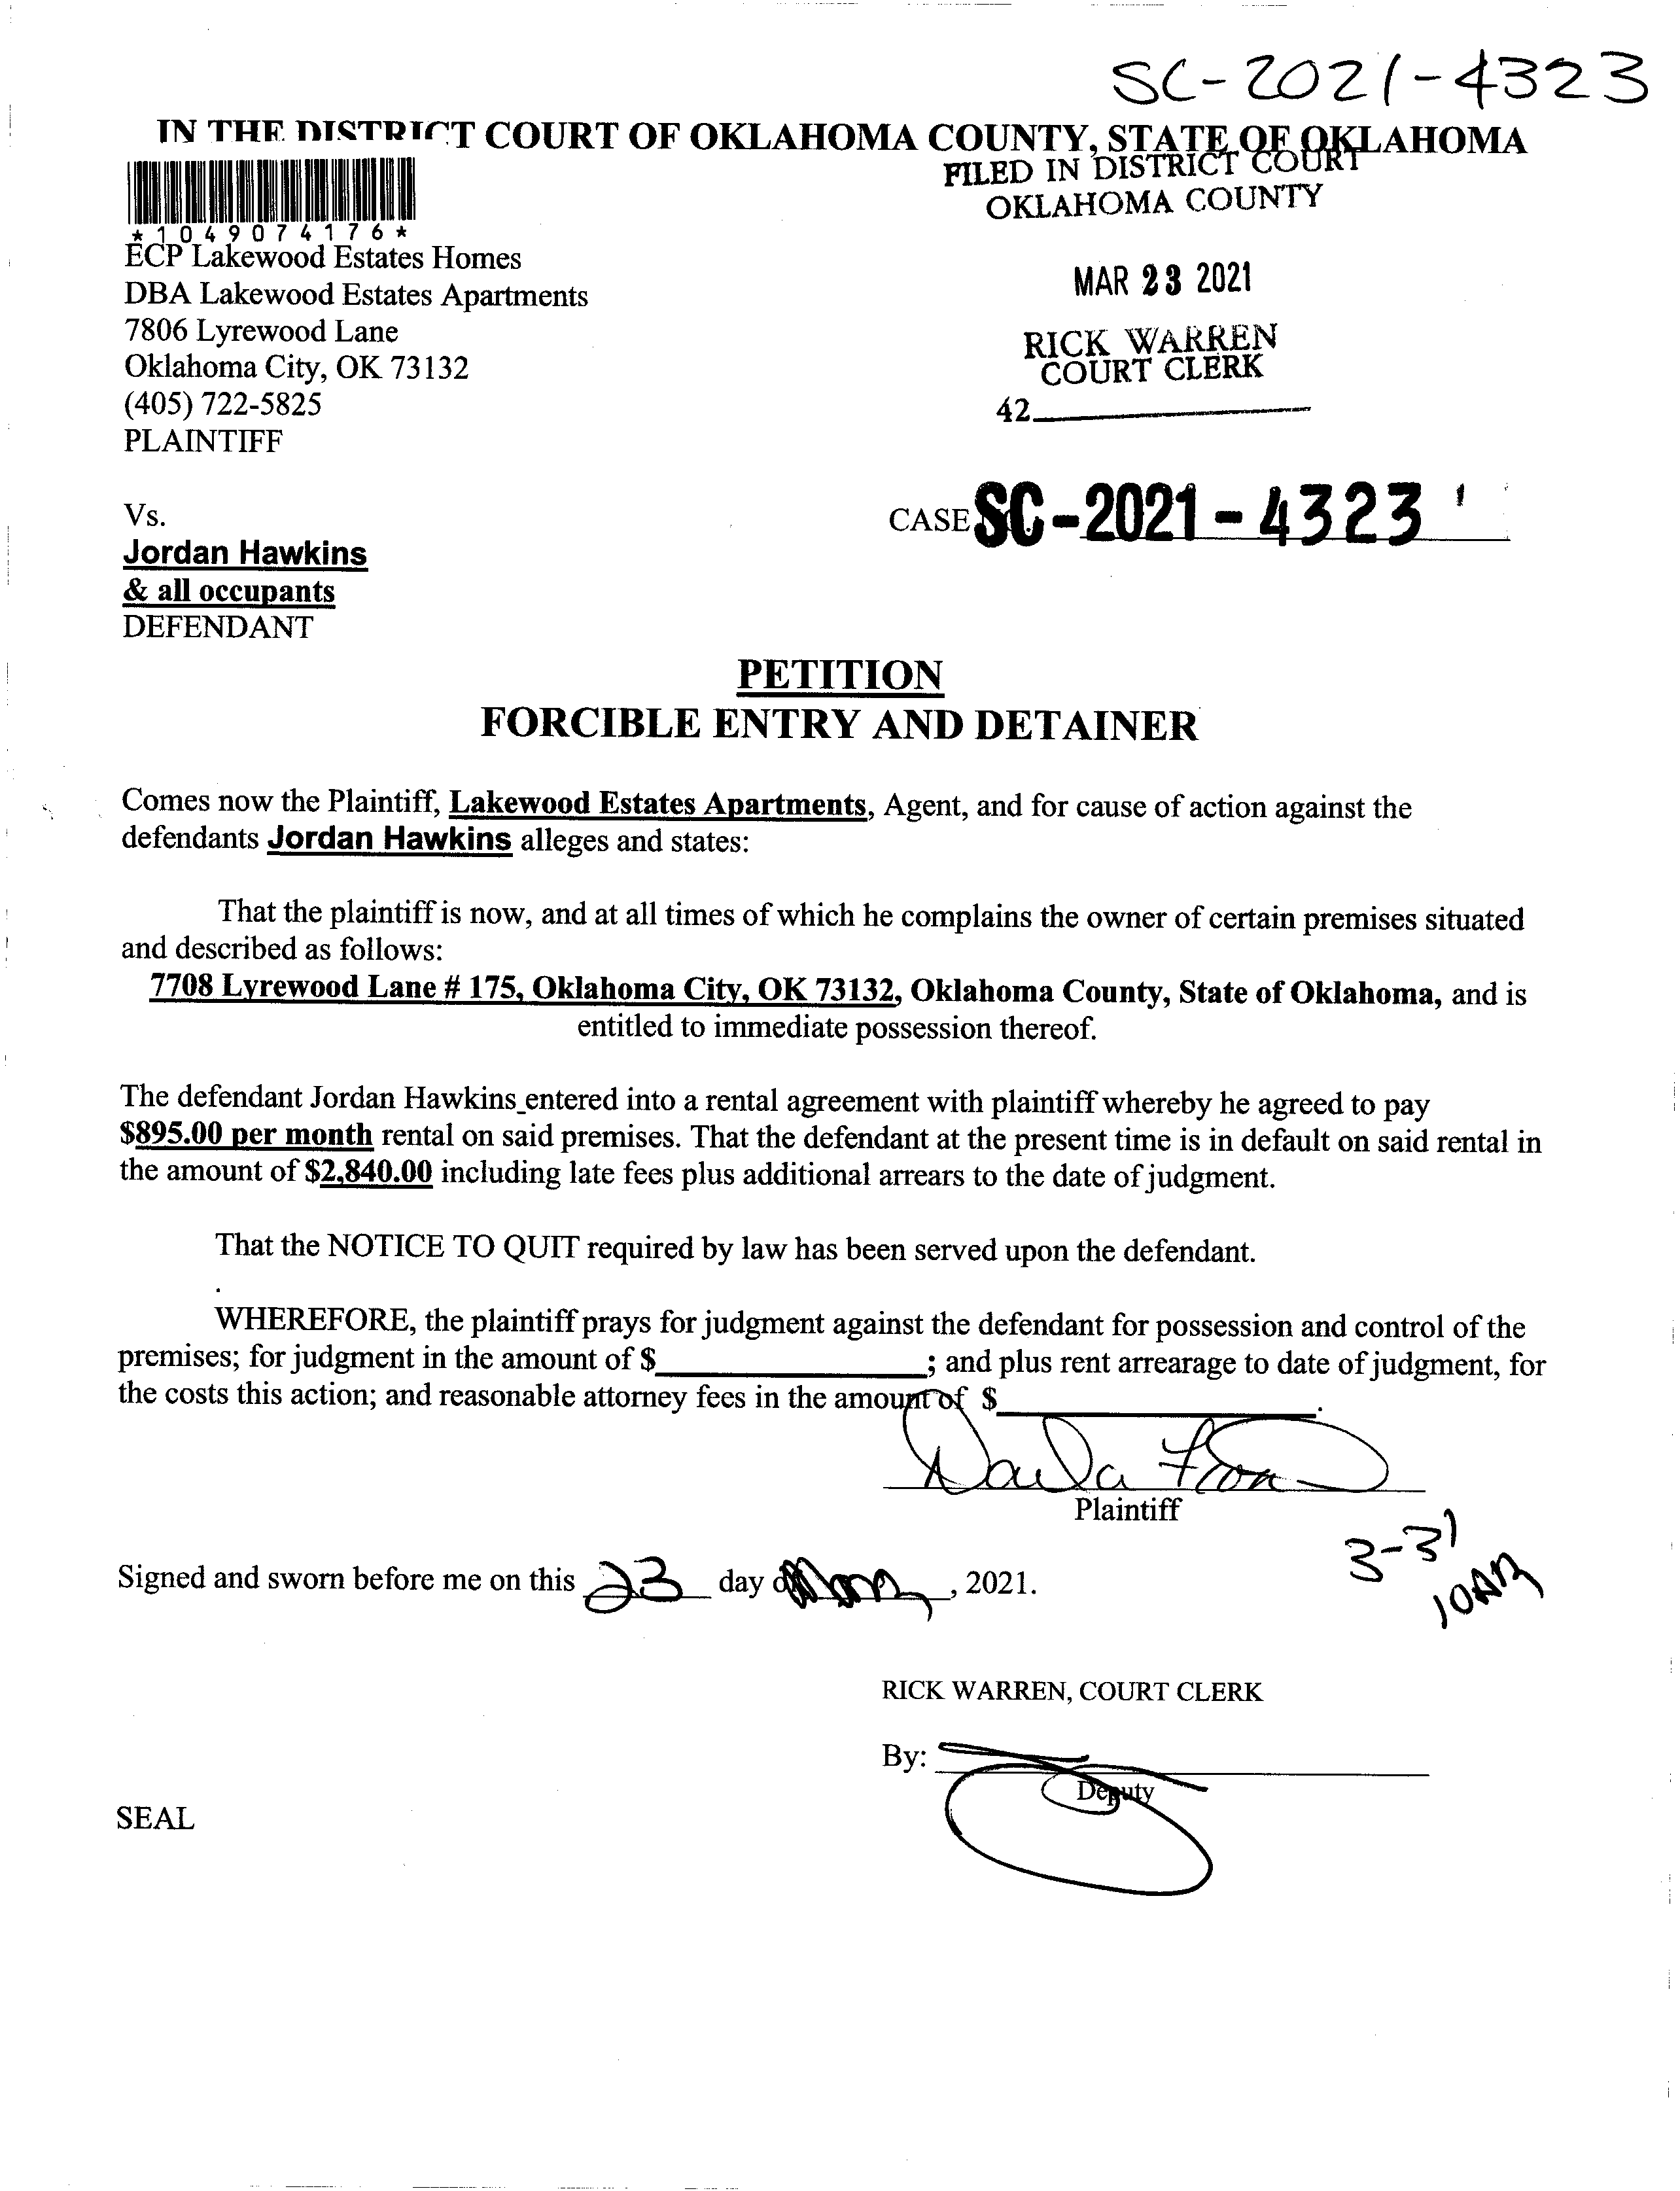 SC-2021-4323
IN THE DISTRICT COURT OF OKLAHOMA COUNTY, STATE OF OKLAHOMA
FILED IN DISTRICT COURT
OKLAHOMA COUNTY
*1049074176*
ECP Lakewood Estates Homes
DBA Lakewood Estates Apartments
7806 Lyrewood Lane
Oklahoma City, OK 73132
(405) 722-5825
PLAINTIFF
MAR 23 2021
RICK WARREN
COURT CLERK
42
Vs.
CASE SC-2021-4323
Jordan Hawkins
& all occupants
DEFENDANT
PETITION
FORCIBLE ENTRY AND DETAINER
Comes now the Plaintiff, Lakewood Estates Apartments, Agent, and for cause of action against the
defendants Jordan Hawkins alleges and states:
That the plaintiff is now, and at all times of which he complains the owner of certain premises situated
and described as follows:
7708 Lyrewood Lane # 175, Oklahoma City, OK 73132, Oklahoma County, State of Oklahoma, and is
entitled to immediate possession thereof.
The defendant Jordan Hawkins entered into a rental agreement with plaintiff whereby he agreed to pay
$895.00 per month rental on said premises. That the defendant at the present time is in default on said rental in
the amount of $2,840.00 including late fees plus additional arrears to the date of judgment.
That the NOTICE TO QUIT required by law has been served upon the defendant.
.
WHEREFORE, the plaintiff prays for judgment against the defendant for possession and control of the
premises; for judgment in the amount of $______________; and plus rent arrearage to date of judgment, for
the costs this action; and reasonable attorney fees in the amount of $________________.
Plaintiff
3-31
10AM
Signed and sworn before me on this 23 day of , 2021.
RICK WARREN, COURT CLERK
By:
Deputy
SEAL